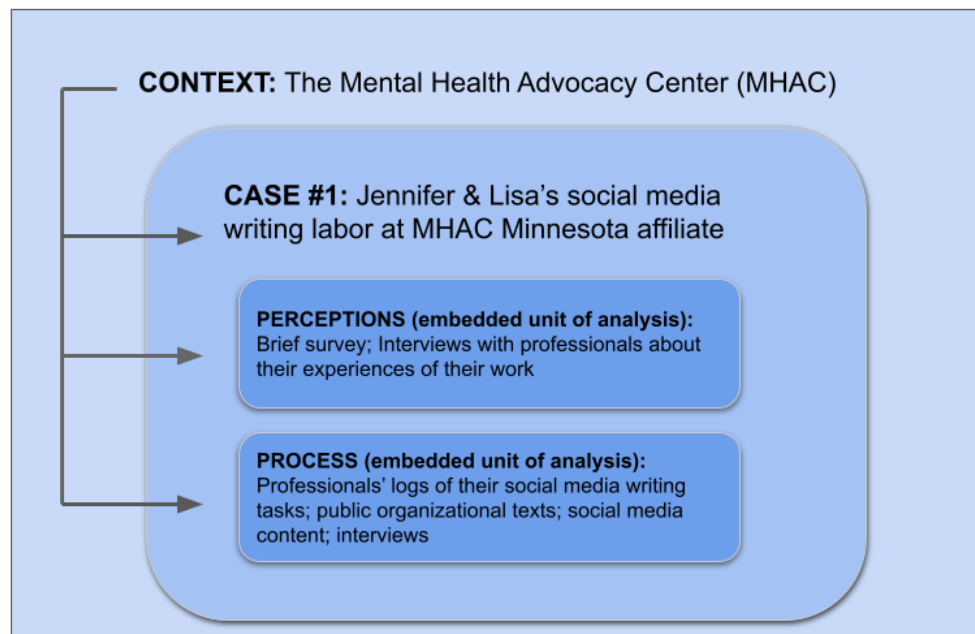 CONTEXT: The Mental Health Advocacy Center (MHAC)
CASE #1: Jennifer & Lisa’s social media
writing labor at MHAC Minnesota affiliate
PERCEPTIONS (embedded unit of analysis):
Brief survey; Interviews with professionals about
their experiences of their work
PROCESS (embedded unit of analysis):
Professionals’ logs of their social media writing
tasks; public organizational texts; social media
content; interviews